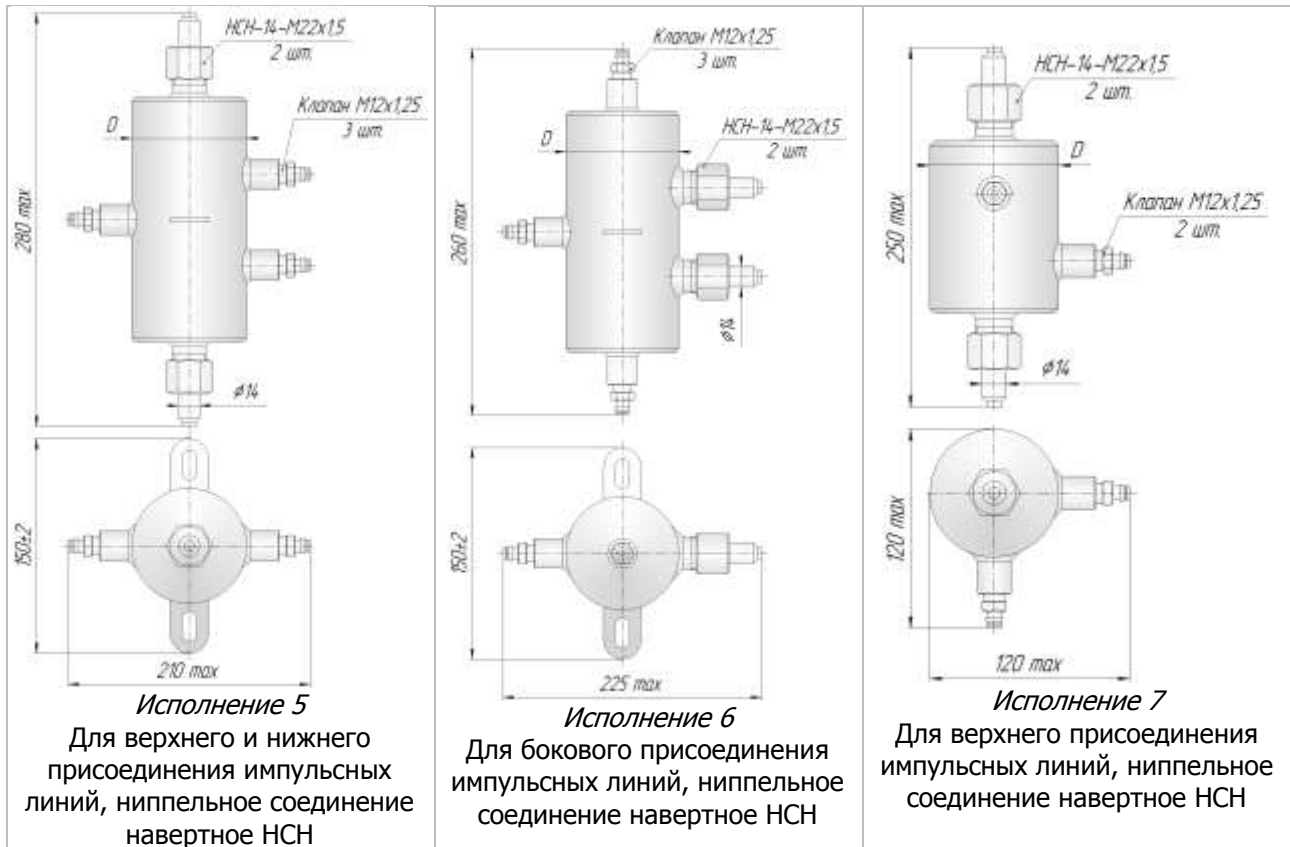 НСН-14-М22х1,5
2 шт.
Клапан М12х1,25
3 шт.
D
280 max
⌀14
150±2
210 max
Исполнение 5
Для верхнего и нижнего
присоединения импульсных
линий, ниппельное соединение
навертное НСН
Клапан М12х1,25
3 шт.
НСН-14-М22х1,5
2 шт.
D
260 max
⌀14
150±2
225 max
Исполнение 6
Для бокового присоединения
импульсных линий, ниппельное
соединение навертное НСН
НСН-14-М22х1,5
2 шт.
D
Клапан М12х1,25
2 шт.
250 max
⌀14
120 max
120 max
Исполнение 7
Для верхнего присоединения
импульсных линий, ниппельное
соединение навертное НСН